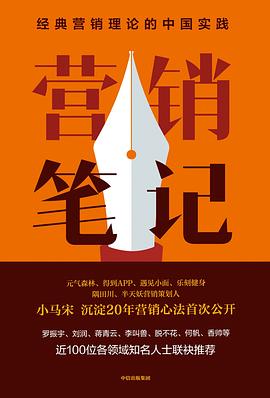 经典营销理论的中国实践
营销
笔记
元气森林、得到APP、遇见小面、乐刻健身
隅田川、半天妖营销策划人
小马宋 沉淀20年营销心法首次公开
罗振宇、刘润、蒋青云、李叫兽、脱不花、何帆、香帅等
近100位各领域知名人士联袂推荐
中信出版集团